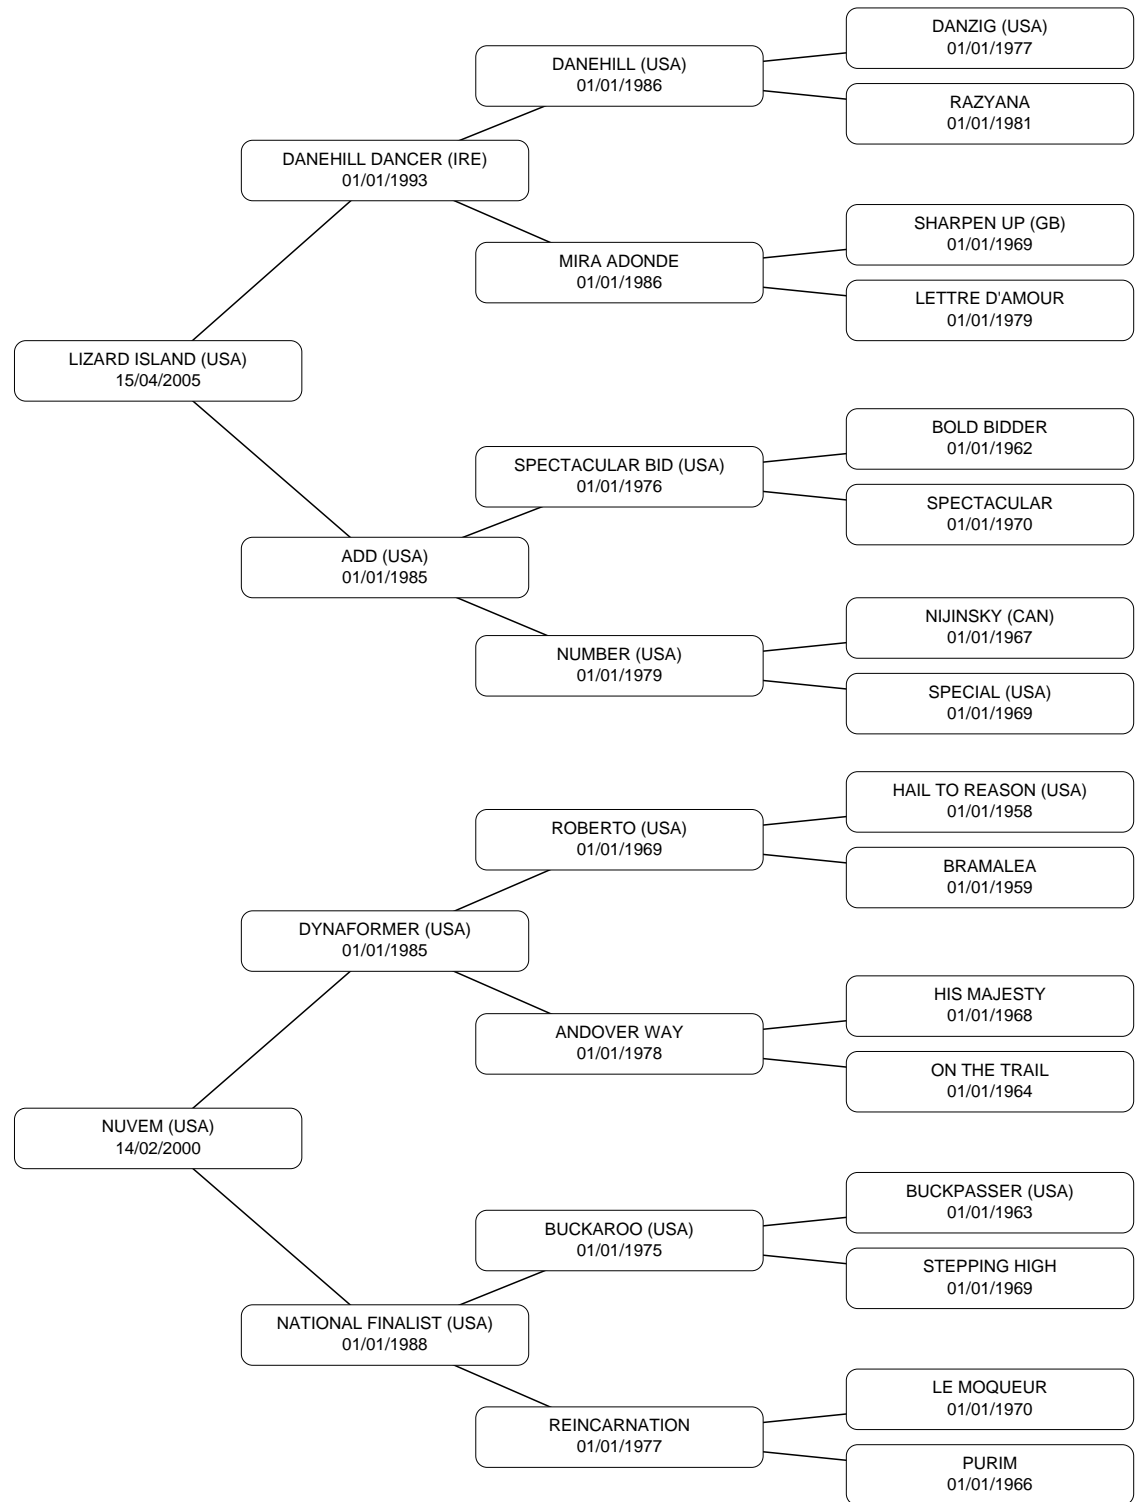 DANZIG (USA)
01/01/1977
DANEHILL (USA)
01/01/1986
RAZYANA
01/01/1981
DANEHILL DANCER (IRE)
01/01/1993
SHARPEN UP (GB)
01/01/1969
MIRA ADONDE
01/01/1986
LETTRE D'AMOUR
01/01/1979
LIZARD ISLAND (USA)
15/04/2005
BOLD BIDDER
01/01/1962
SPECTACULAR BID (USA)
01/01/1976
SPECTACULAR
01/01/1970
ADD (USA)
01/01/1985
NIJINSKY (CAN)
01/01/1967
NUMBER (USA)
01/01/1979
SPECIAL (USA)
01/01/1969
HAIL TO REASON (USA)
01/01/1958
ROBERTO (USA)
01/01/1969
BRAMALEA
01/01/1959
DYNAFORMER (USA)
01/01/1985
HIS MAJESTY
01/01/1968
ANDOVER WAY
01/01/1978
ON THE TRAIL
01/01/1964
NUVEM (USA)
14/02/2000
BUCKPASSER (USA)
01/01/1963
BUCKAROO (USA)
01/01/1975
STEPPING HIGH
01/01/1969
NATIONAL FINALIST (USA)
01/01/1988
LE MOQUEUR
01/01/1970
REINCARNATION
01/01/1977
PURIM
01/01/1966